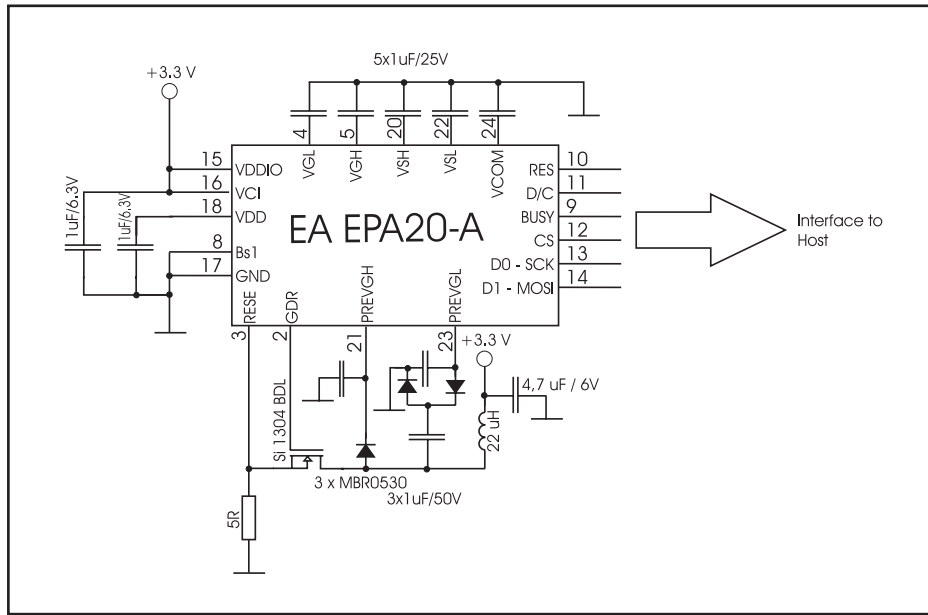 5x1uF/25V
+3.3 V
4
5
20
22
24
VGL
VGH
VSH
VSL
VCOM
15
VDDIO
16
VCI
18
VDD
8
Bs1
17
GND
1uF/6.3V
1uF/6.3V
EA EPA20-A
RES
10
D/C
11
BUSY
9
CS
12
D0 - SCK
13
D1 - MOSI
14
Interface to
Host
RESE
GDR
PREVGH
PREVGL
3
2
21
23
+3.3 V
4,7 uF / 6V
22 uH
Si 1304 BDL
3 x MBR0530
3x1uF/50V
5R